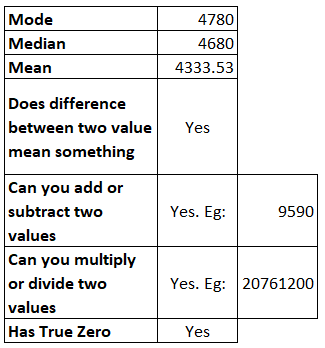 Mode 4780
Median 4680
Mean 4333.53
Does difference
between two value Yes
mean something
Can you add or
subtract two Yes. Eg: 9590
values
Can you multiply
or divide two Yes. Eg: 20761200
values
Has True Zero Yes